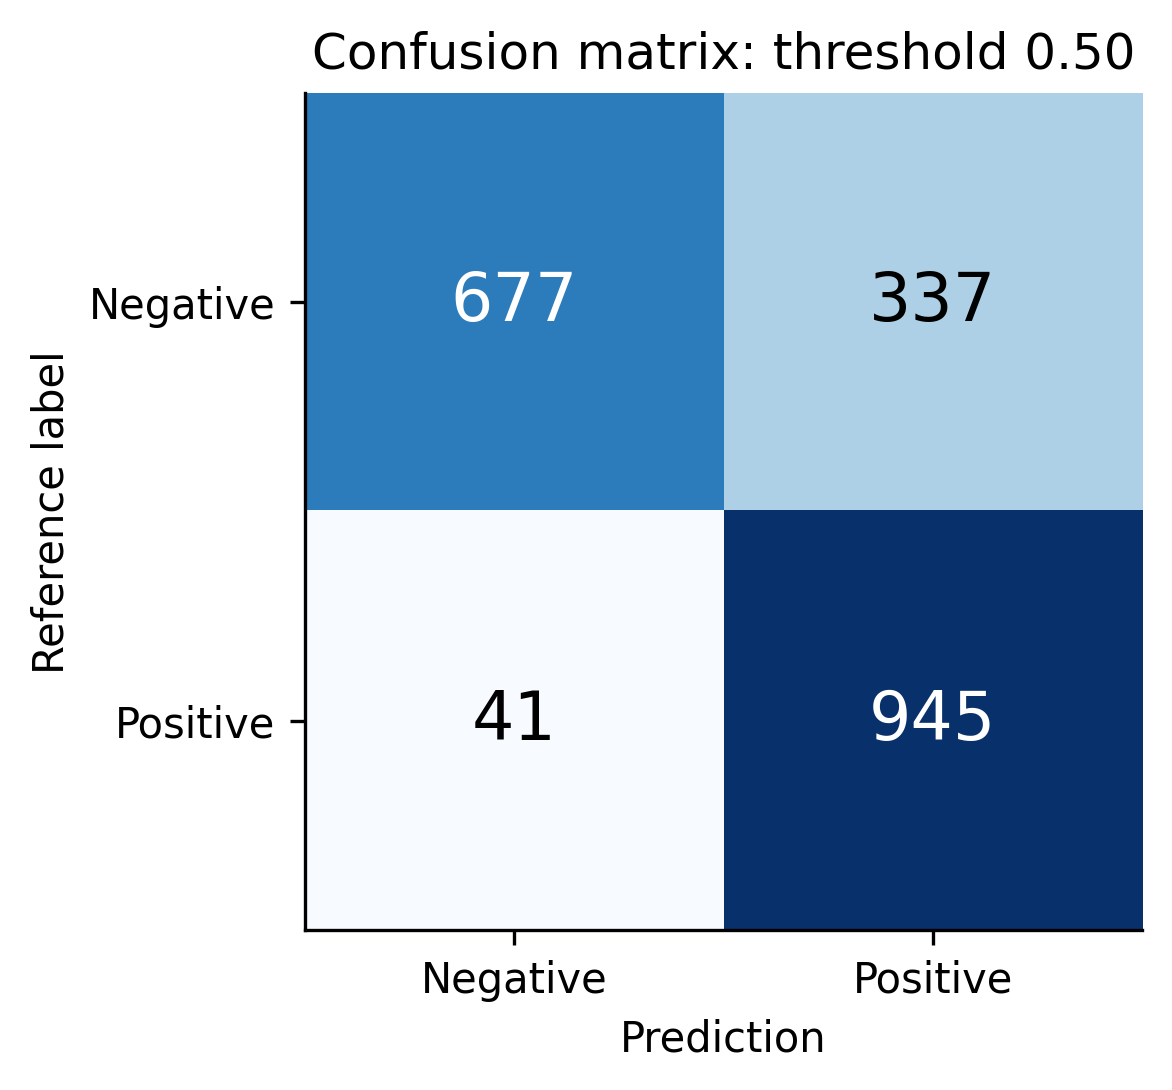 Confusion matrix: threshold 0.50
Negative
677
337
Reference label
Positive
41
945
Negative
Positive
Prediction